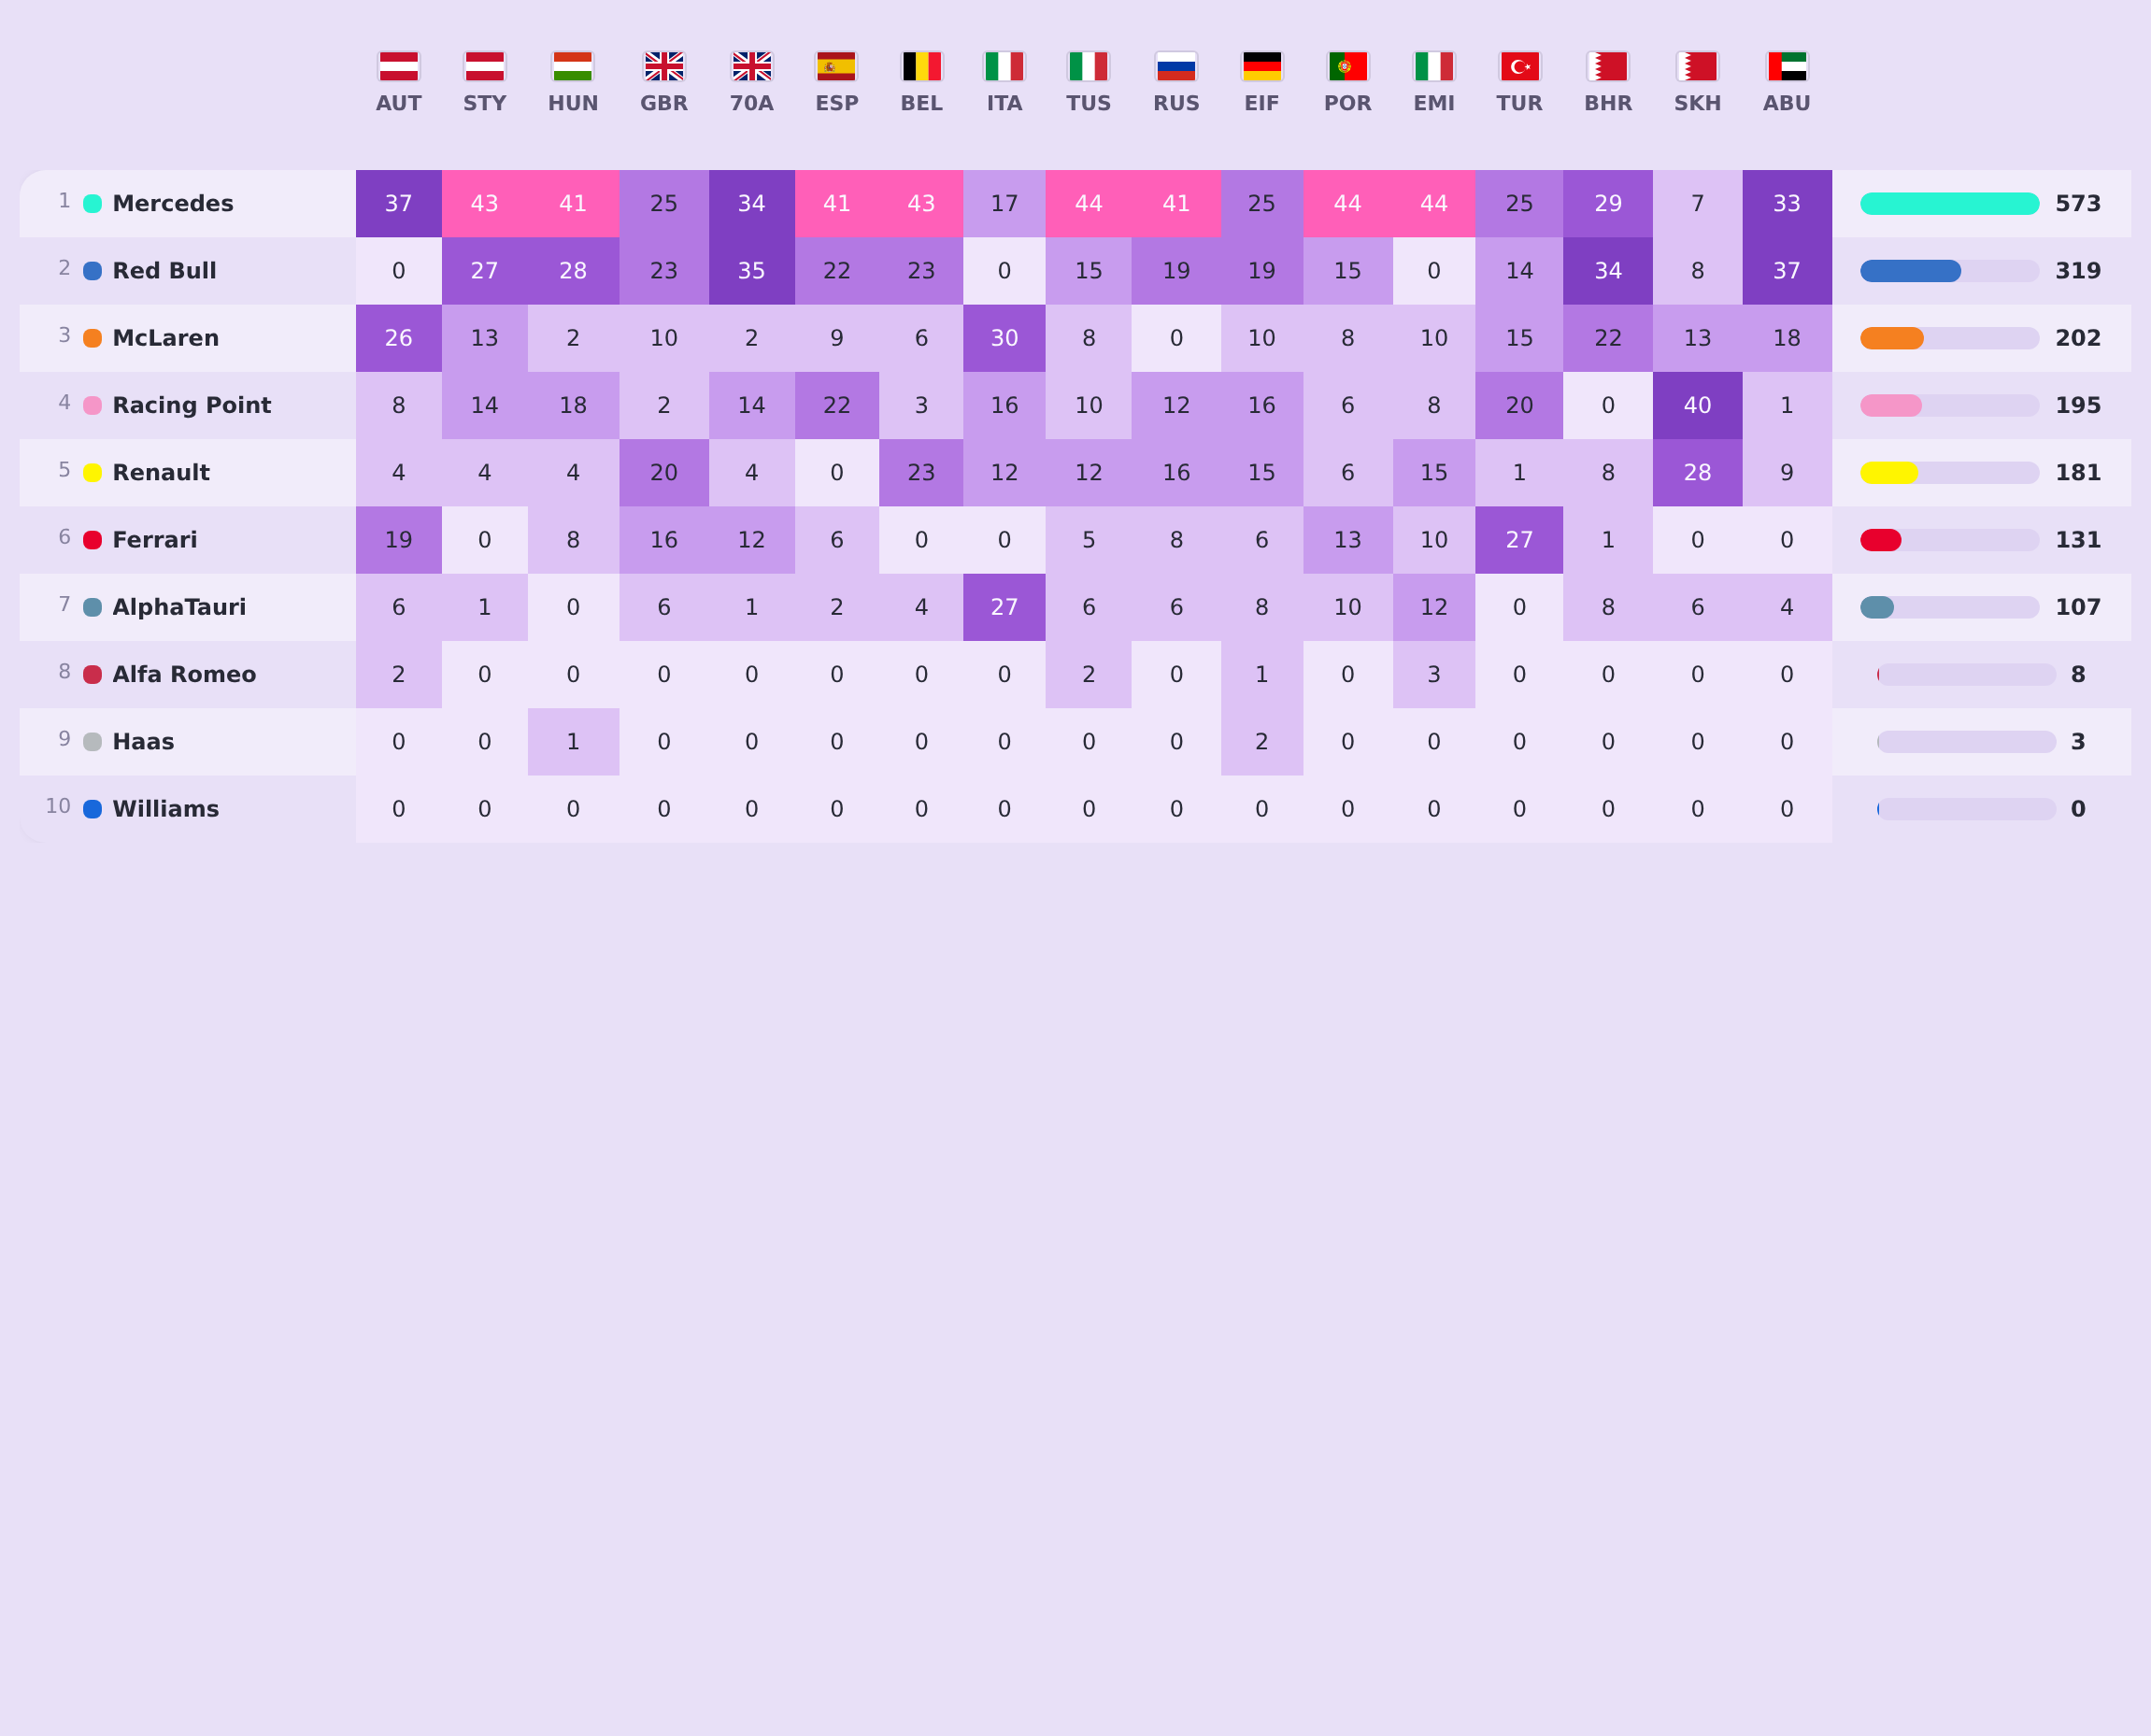 AUT STY HUN GBR 70A ESP BEL ITA TUS RUS EIF POR EMI TUR BHR SKH ABU
1 Mercedes 37 43 41 25 34 41 43 17 44 41 25 44 44 25 29 7 33 573
2 Red Bull 0 27 28 23 35 22 23 0 15 19 19 15 0 14 34 8 37 319
3 McLaren 26 13 2 10 2 9 6 30 8 0 10 8 10 15 22 13 18 202
4 Racing Point 8 14 18 2 14 22 3 16 10 12 16 6 8 20 0 40 1 195
5 Renault 4 4 4 20 4 0 23 12 12 16 15 6 15 1 8 28 9 181
6 Ferrari 19 0 8 16 12 6 0 0 5 8 6 13 10 27 1 0 0 131
7 AlphaTauri 6 1 0 6 1 2 4 27 6 6 8 10 12 0 8 6 4 107
8 Alfa Romeo 2 0 0 0 0 0 0 0 2 0 1 0 3 0 0 0 0 8
9 Haas 0 0 1 0 0 0 0 0 0 0 2 0 0 0 0 0 0 3
10 Williams 0 0 0 0 0 0 0 0 0 0 0 0 0 0 0 0 0 0